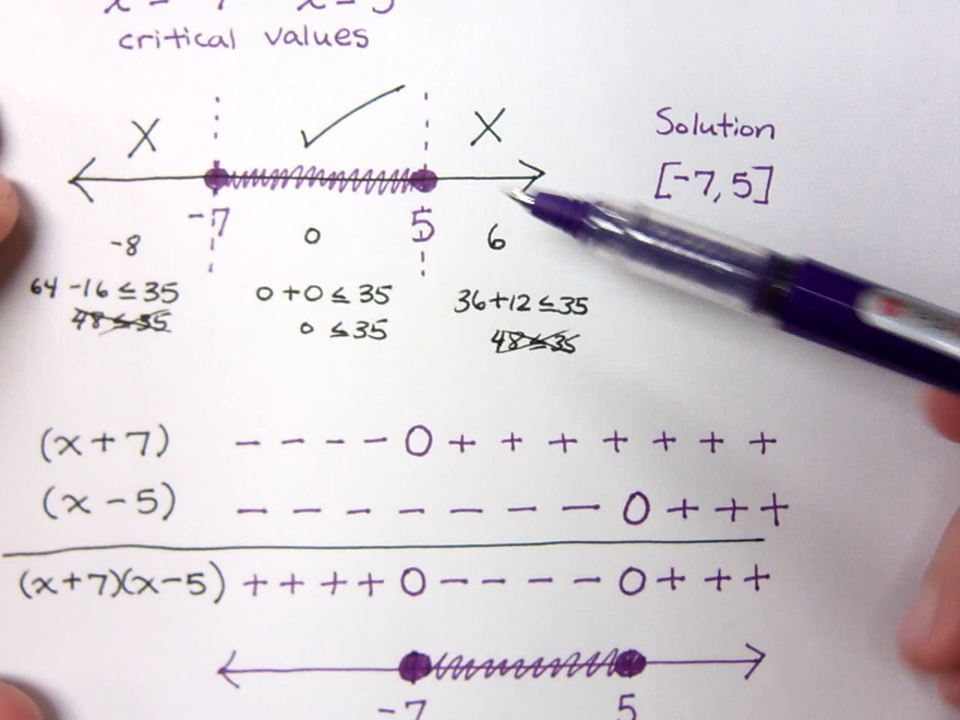 critical values
X ✓ X
Solution
[-7, 5]
-7 5
-8 0 6
64 -16 ≤ 35 0 + 0 ≤ 35 36+12 ≤ 35
48 ≤ 35 0 ≤ 35 48 ≤ 35
(x+7) - - - - 0 + + + + + + +
(x-5) - - - - - - - - 0 + + +
(x+7)(x-5) + + + + 0 - - - - 0 + + +
-7 5